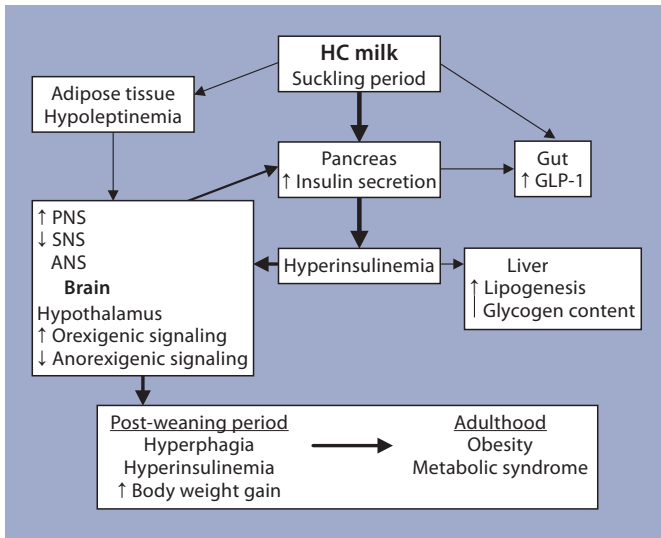 HC milk
Suckling period
Adipose tissue
Hypoleptinemia
Pancreas
↑ Insulin secretion
Gut
↑ GLP-1
↑ PNS
↓ SNS
ANS
Brain
Hypothalamus
↑ Orexigenic signaling
↓ Anorexigenic signaling
Hyperinsulinemia
Liver
↑ Lipogenesis
Glycogen content
Post-weaning period
Hyperphagia
Hyperinsulinemia
↑ Body weight gain
Adulthood
Obesity
Metabolic syndrome